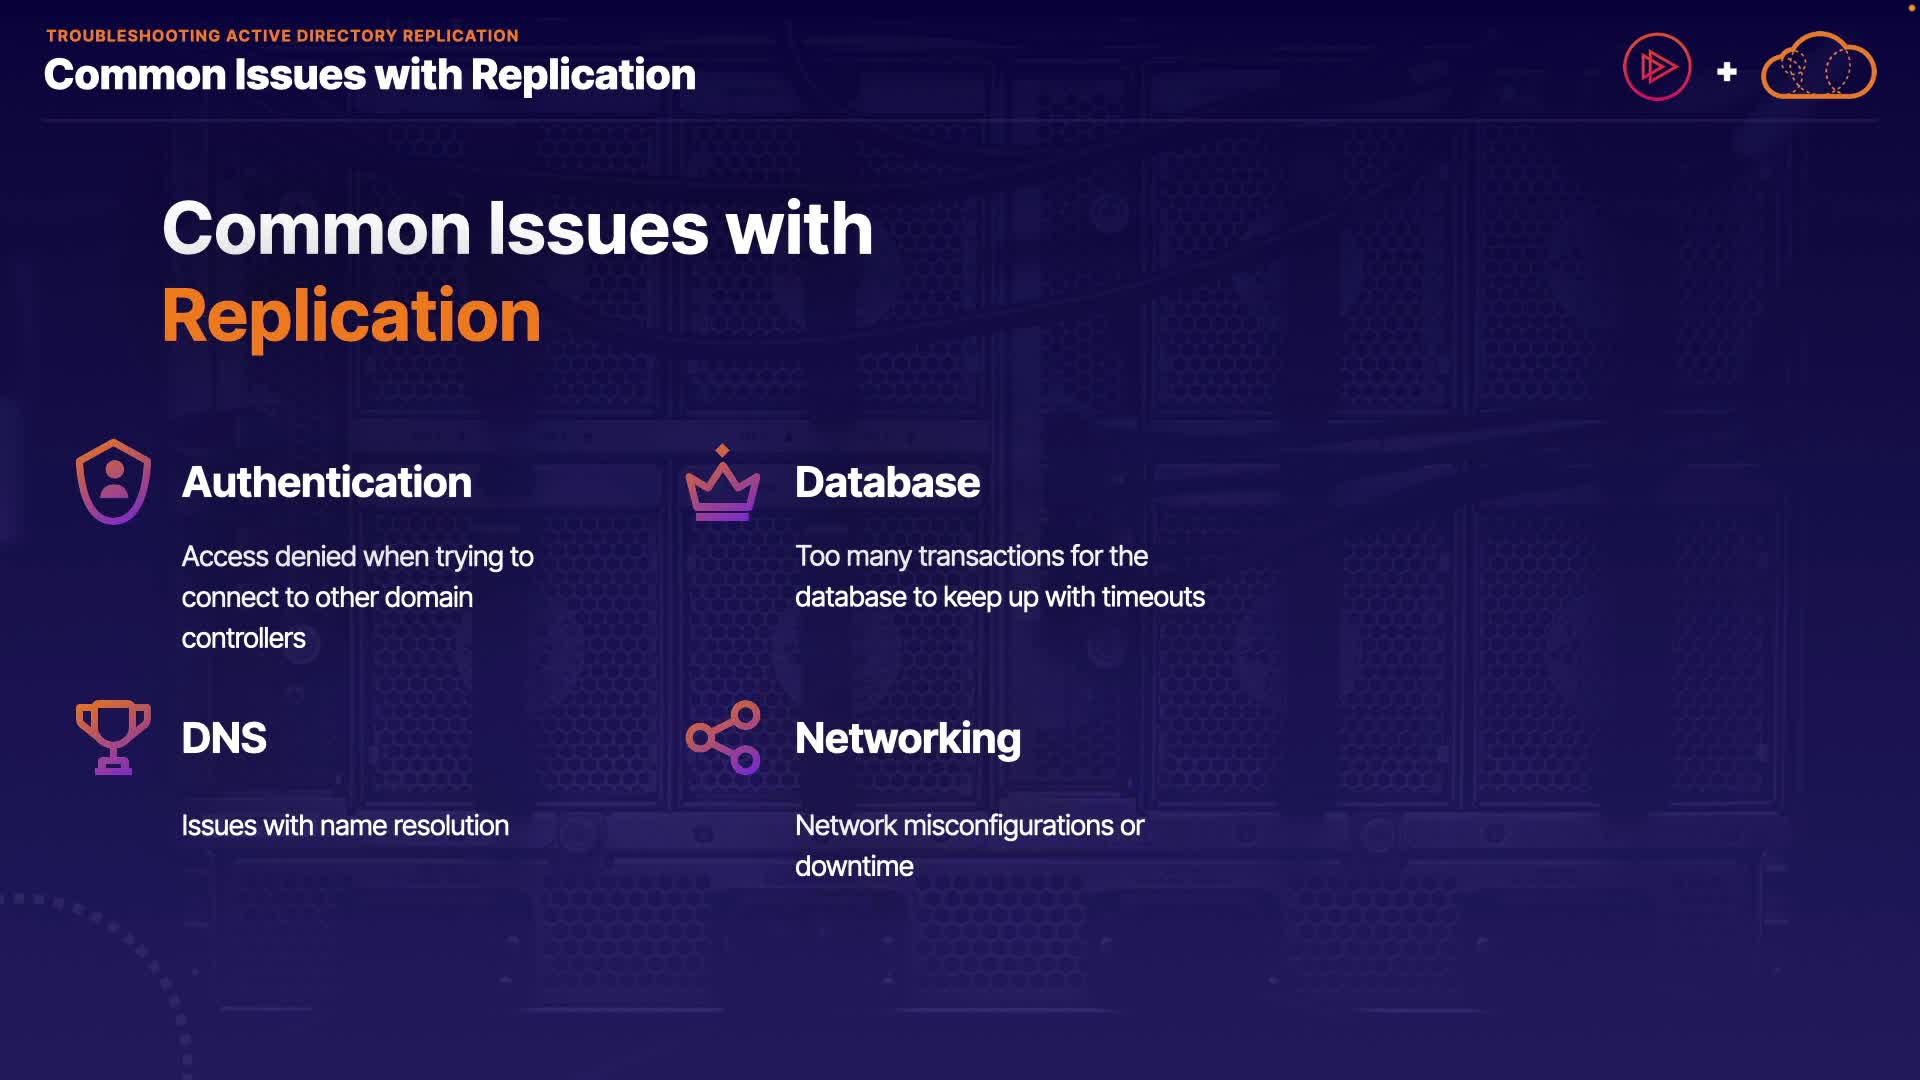 TROUBLESHOOTING ACTIVE DIRECTORY REPLICATION
Common Issues with Replication
Common Issues with
Replication
Authentication
Access denied when trying to
connect to other domain
controllers
Database
Too many transactions for the
database to keep up with timeouts
DNS
Issues with name resolution
Networking
Network misconfigurations or
downtime